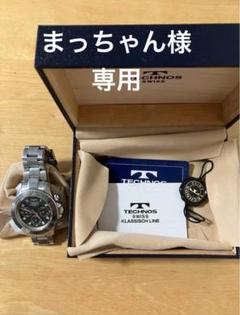 まっちゃん様
専用
TECHNOS
SWISS
TECHNOS
TECHNOS
SWISS
KLASSISCH LINE